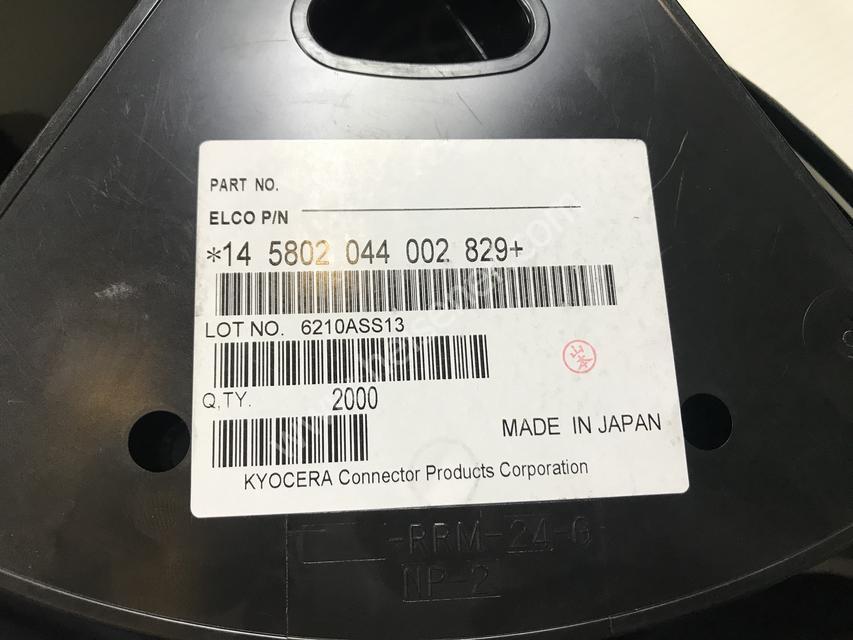 PART NO.
ELCO P/N
*14 5802 044 002 829+
LOT NO. 6210ASS13
Q,TY. 2000
MADE IN JAPAN
KYOCERA Connector Products Corporation
-RRM-24-G
NP-2